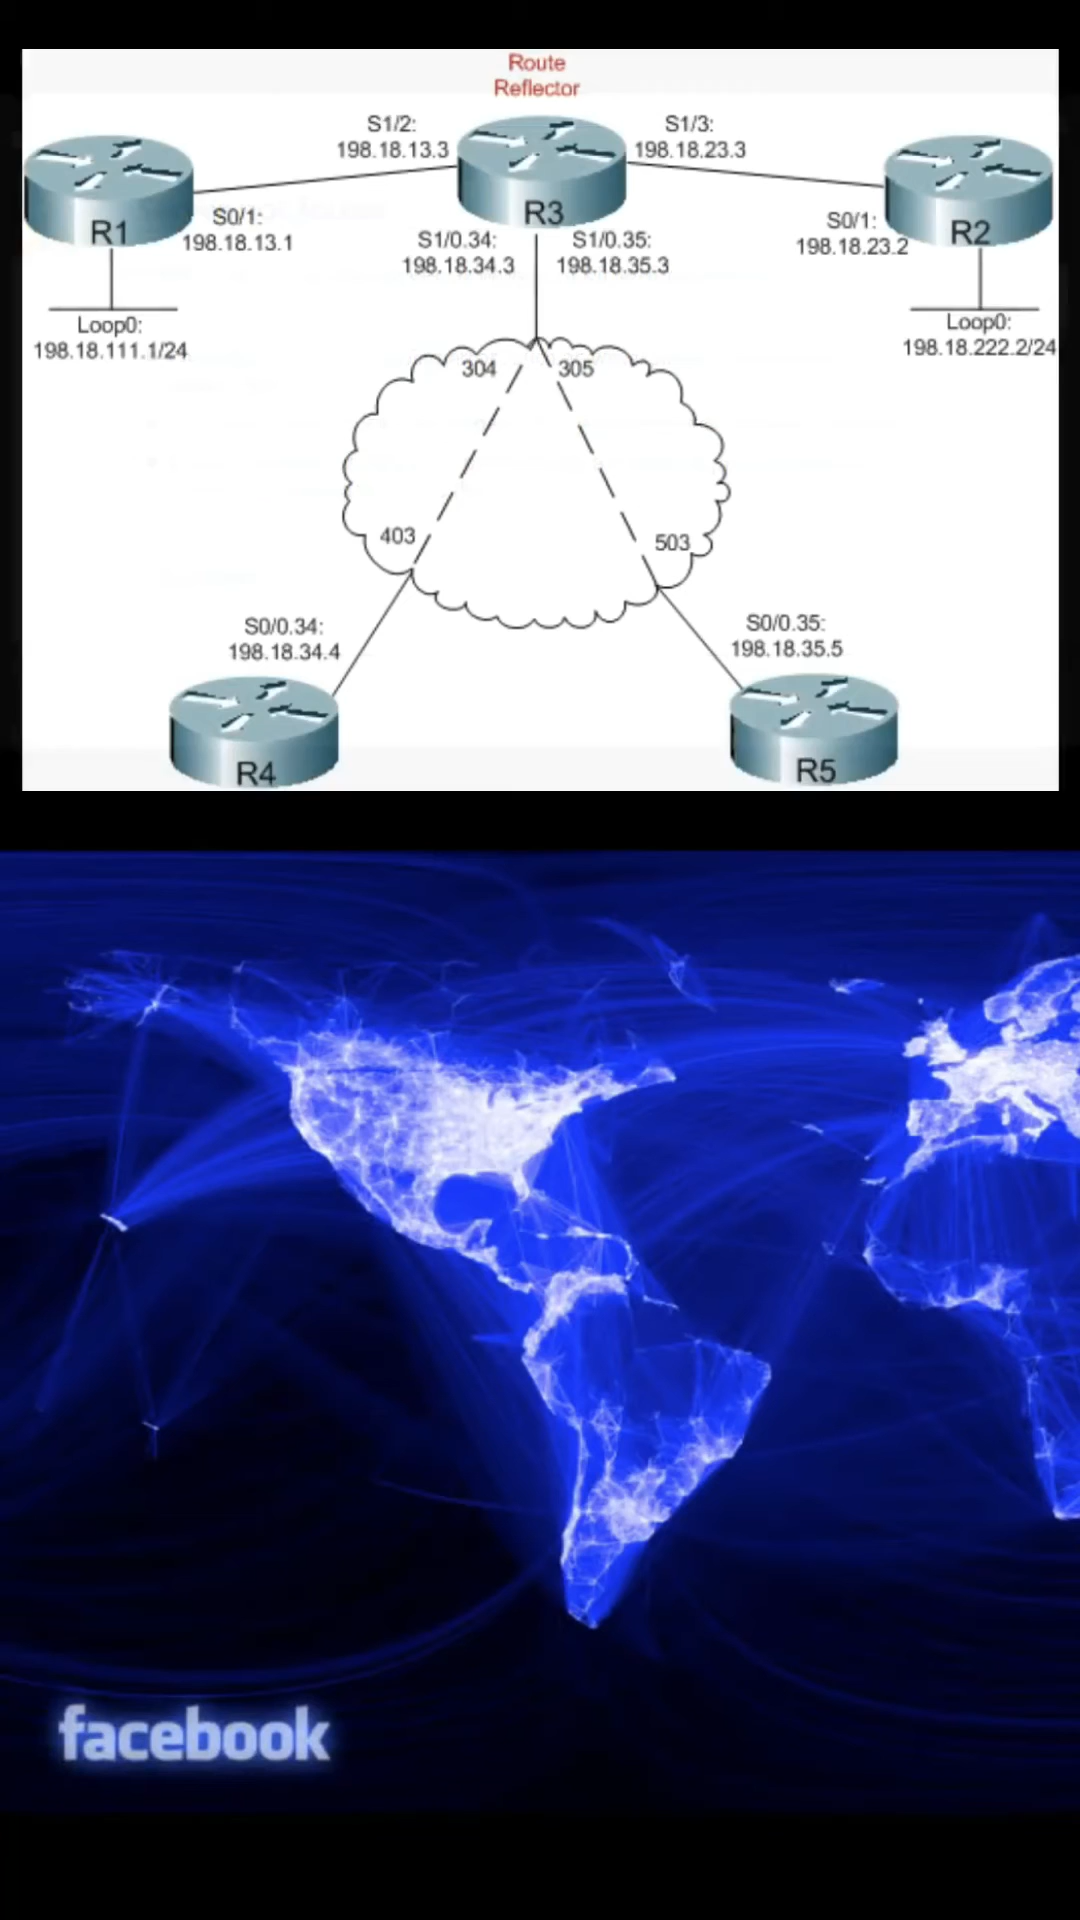 Route
Reflector
S1/2:
198.18.13.3
S1/3:
198.18.23.3
R1
S0/1:
198.18.13.1
R3
S0/1:
198.18.23.2
R2
S1/0.34:
198.18.34.3
S1/0.35:
198.18.35.3
Loop0:
198.18.111.1/24
Loop0:
198.18.222.2/24
304
305
403
503
S0/0.34:
198.18.34.4
S0/0.35:
198.18.35.5
R4
R5
facebook